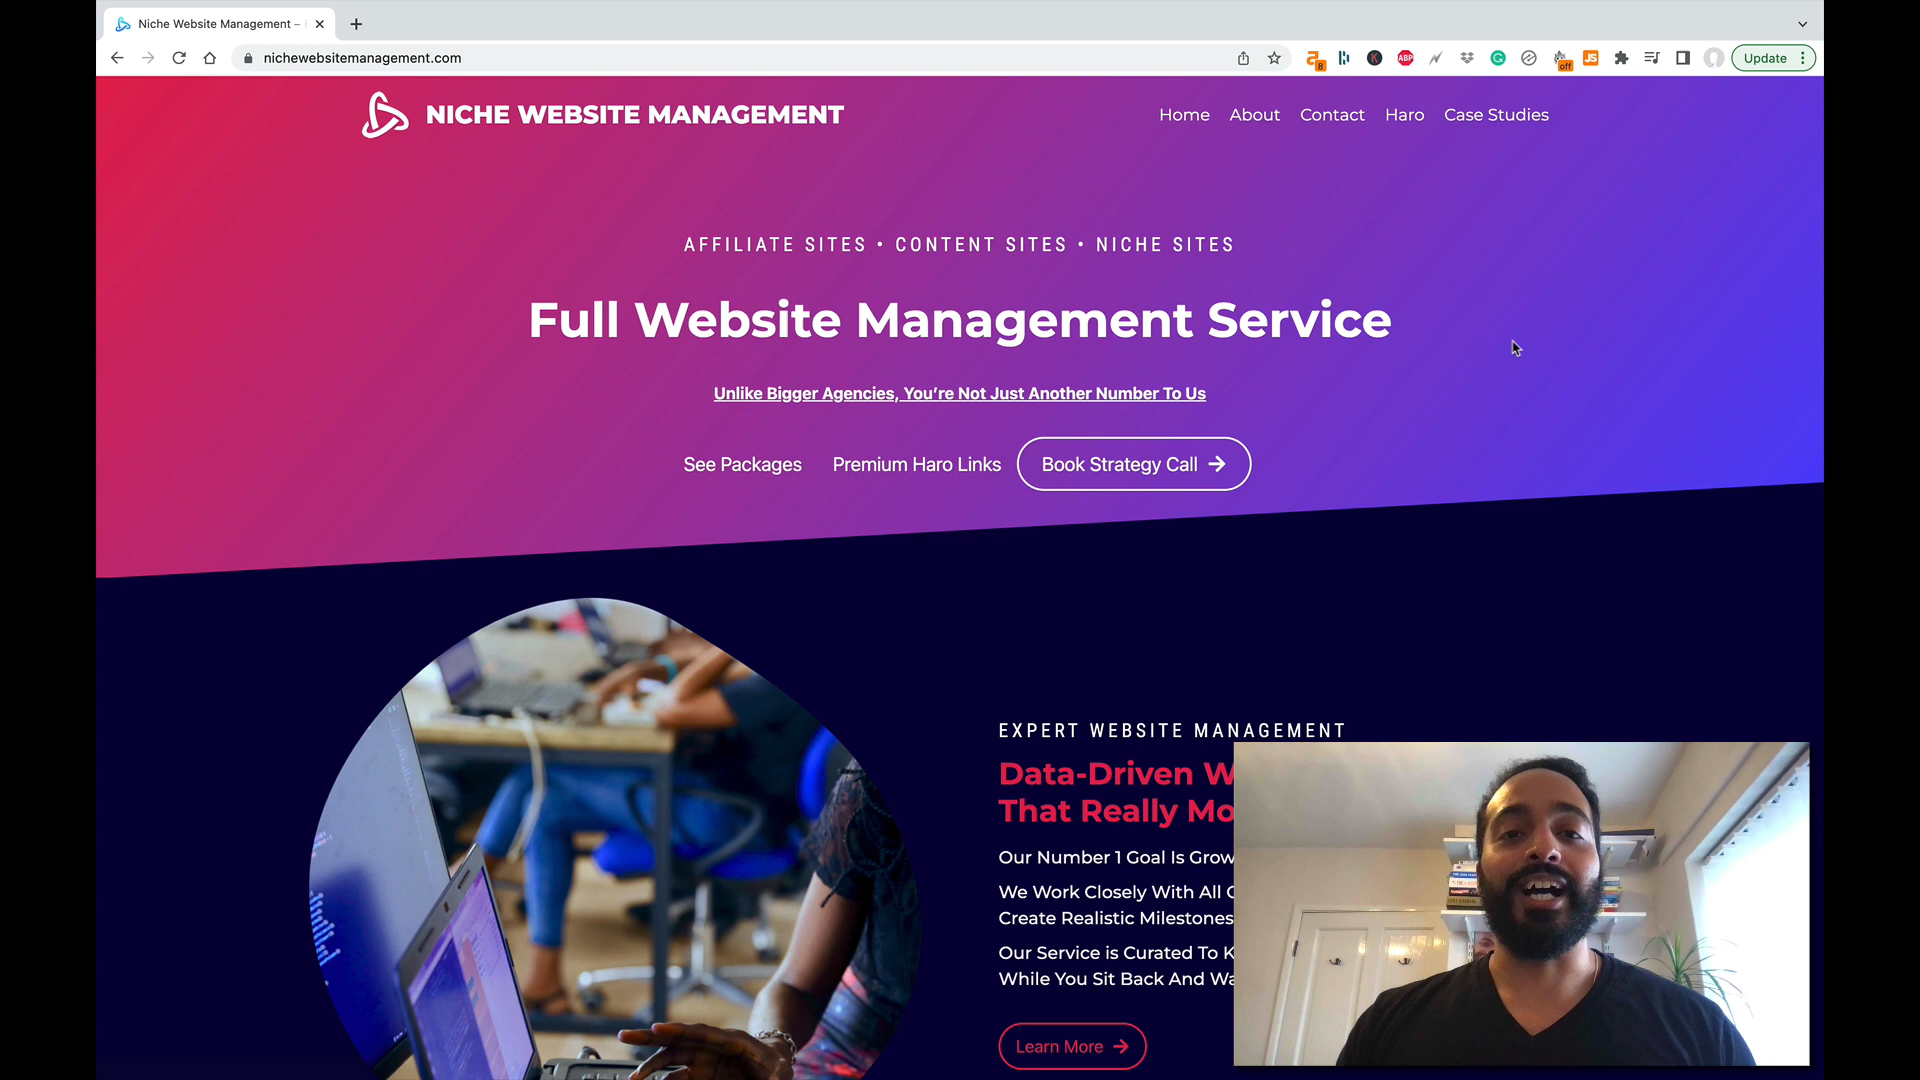 Niche Website Management –
nichewebsitemanagement.com
8
ABP
off
JS
Update
NICHE WEBSITE MANAGEMENT
Home
About
Contact
Haro
Case Studies
AFFILIATE SITES • CONTENT SITES • NICHE SITES
Full Website Management Service
Unlike Bigger Agencies, You’re Not Just Another Number To Us
See Packages
Premium Haro Links
Book Strategy Call
EXPERT WEBSITE MANAGEMENT
Data-Driven W
That Really Mo
Our Number 1 Goal Is Grow
We Work Closely With All
Create Realistic Milestones
Our Service is Curated To K
While You Sit Back And Wa
Learn More